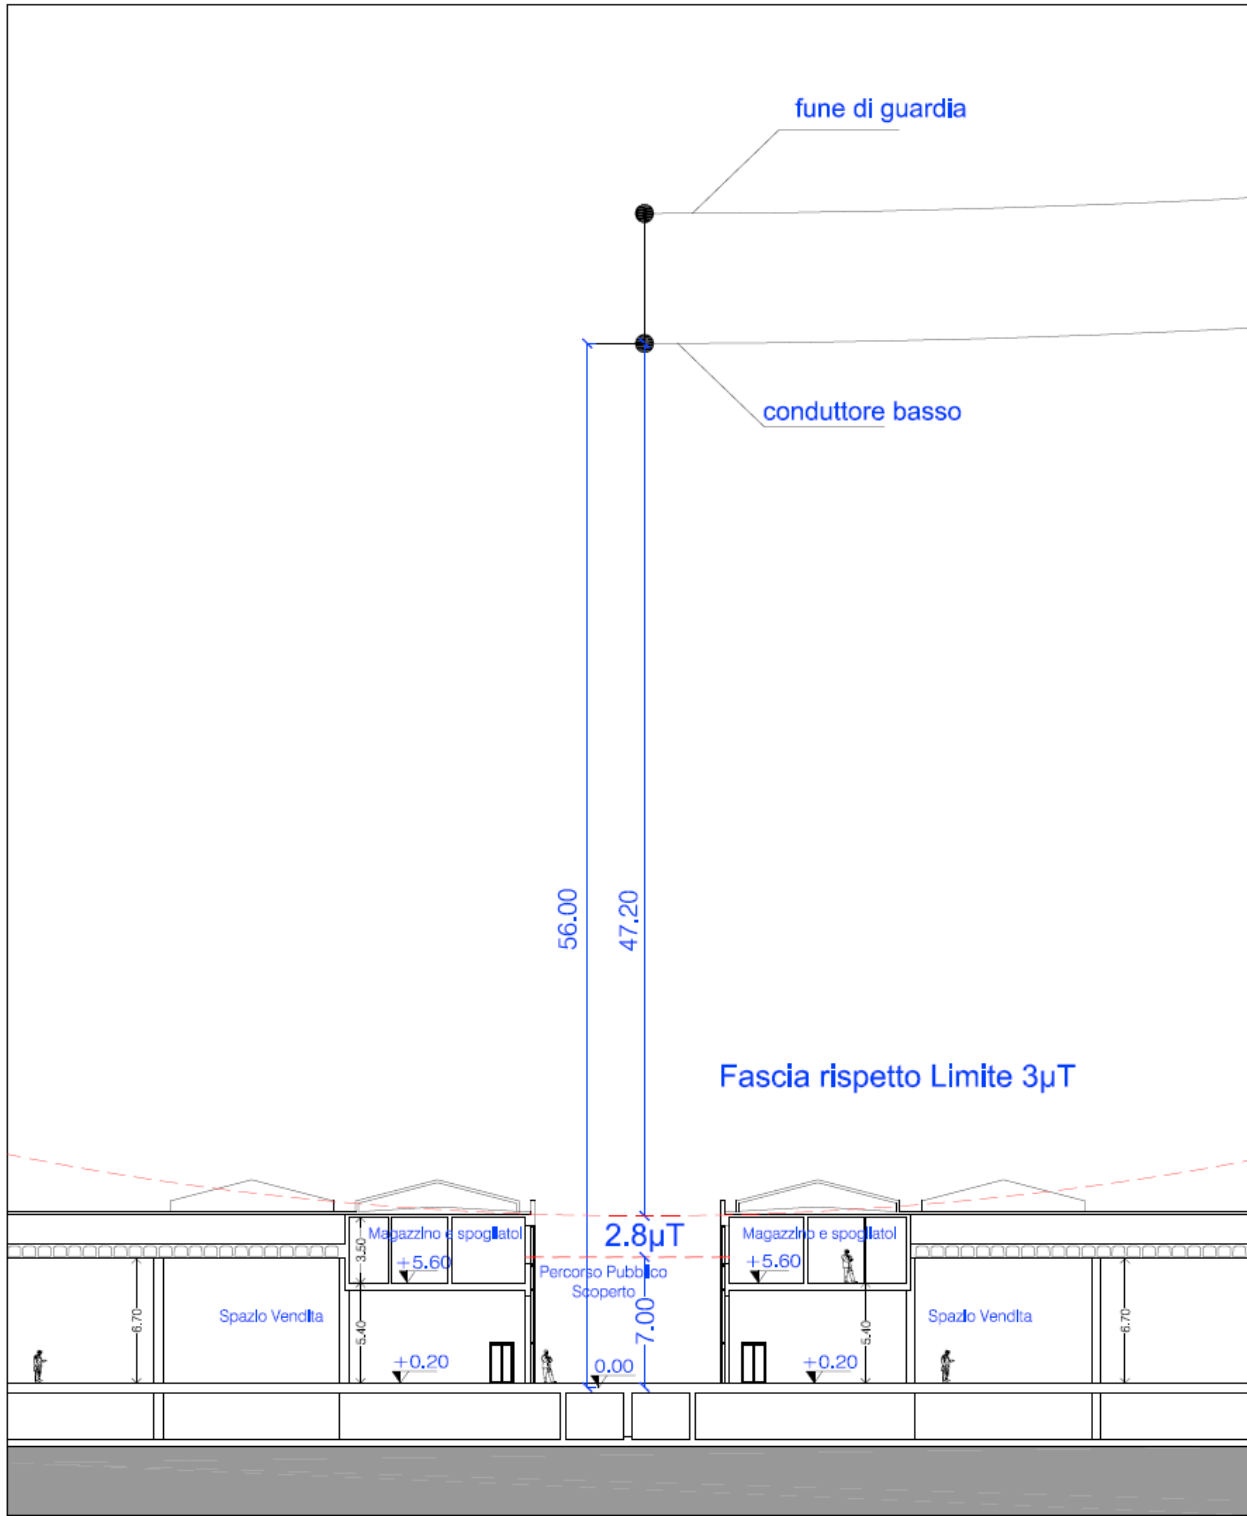 fune di guardia
conduttore basso
56.00
47.20
Fascia rispetto Limite 3µT
Magazzino e spogliatoi
2.8µT
Magazzino e spogliatoi
3.50
+5.60
+5.60
Percorso Pubblico
Scoperto
Spazio Vendita
7.00
Spazio Vendita
6.70
5.40
5.40
6.70
+0.20
0.00
+0.20